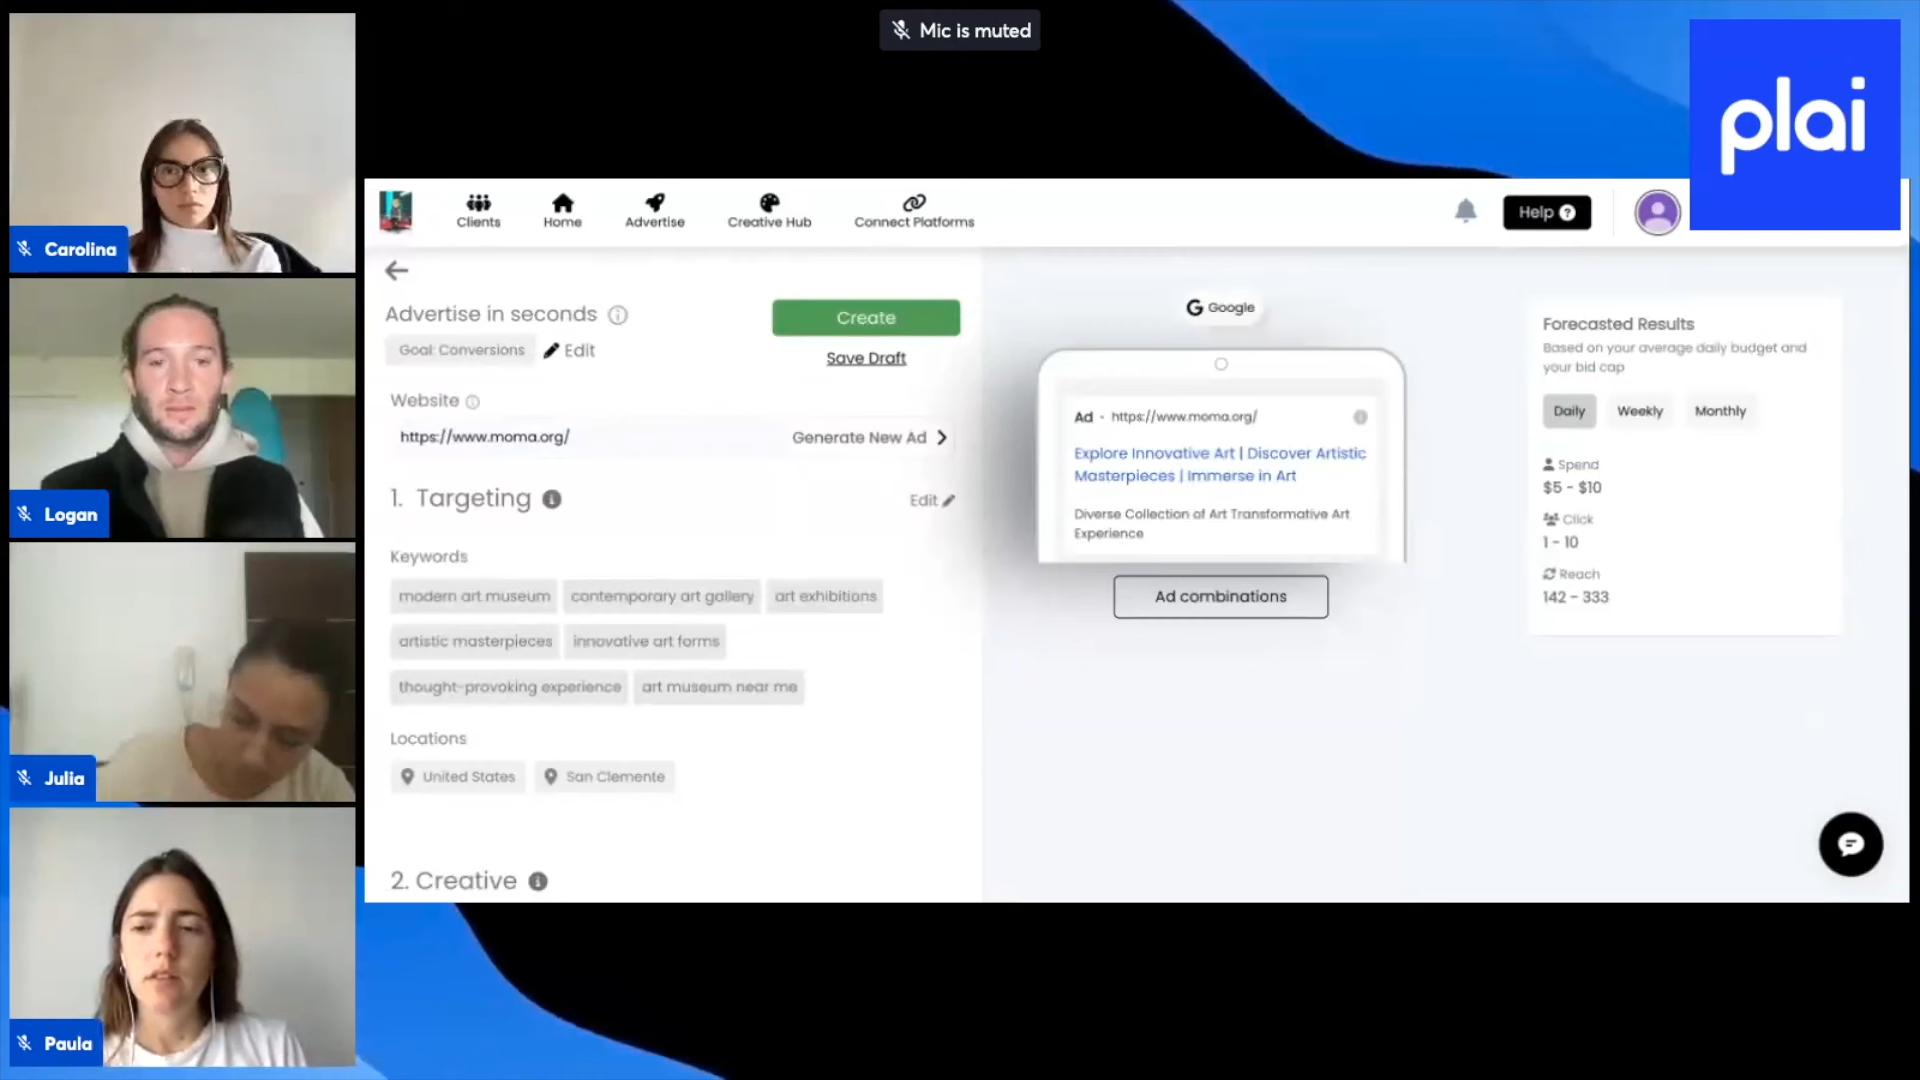 Mic is muted
plai
Carolina
Logan
Julia
Paula
Clients
Home
Advertise
Creative Hub
Connect Platforms
Help ?
Advertise in seconds
Create
Goal: Conversions
Edit
Save Draft
Website
https://www.moma.org/
Generate New Ad
1. Targeting
Edit
Keywords
modern art museum
contemporary art gallery
art exhibitions
artistic masterpieces
innovative art forms
thought-provoking experience
art museum near me
Locations
United States
San Clemente
2. Creative
Google
Ad · https://www.moma.org/
Explore Innovative Art | Discover Artistic
Masterpieces | Immerse in Art
Diverse Collection of Art Transformative Art
Experience
Ad combinations
Forecasted Results
Based on your average daily budget and
your bid cap
Daily
Weekly
Monthly
Spend
$5 - $10
Click
1 - 10
Reach
142 - 333